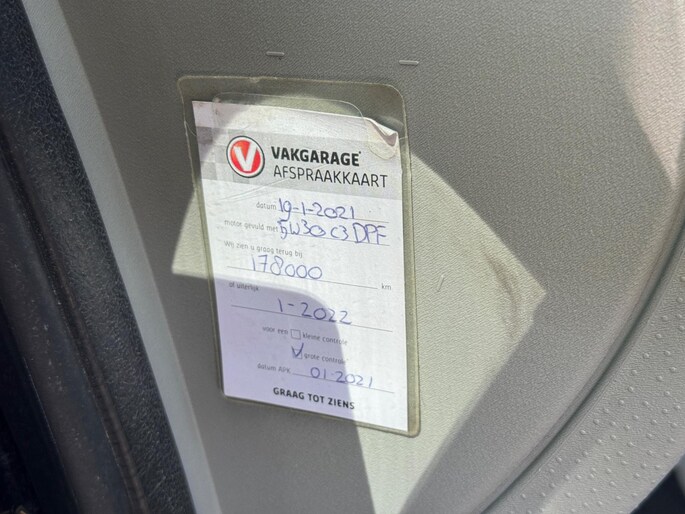 V VAKGARAGE®
AFSPRAAKKAART
datum 19-1-2021
motor gevuld met 5W30 C3 DPF
Wij zien u graag terug bij
178000 km
of uiterlijk
1-2022
voor een kleine controle
grote controle
datum APK 01-2021
GRAAG TOT ZIENS